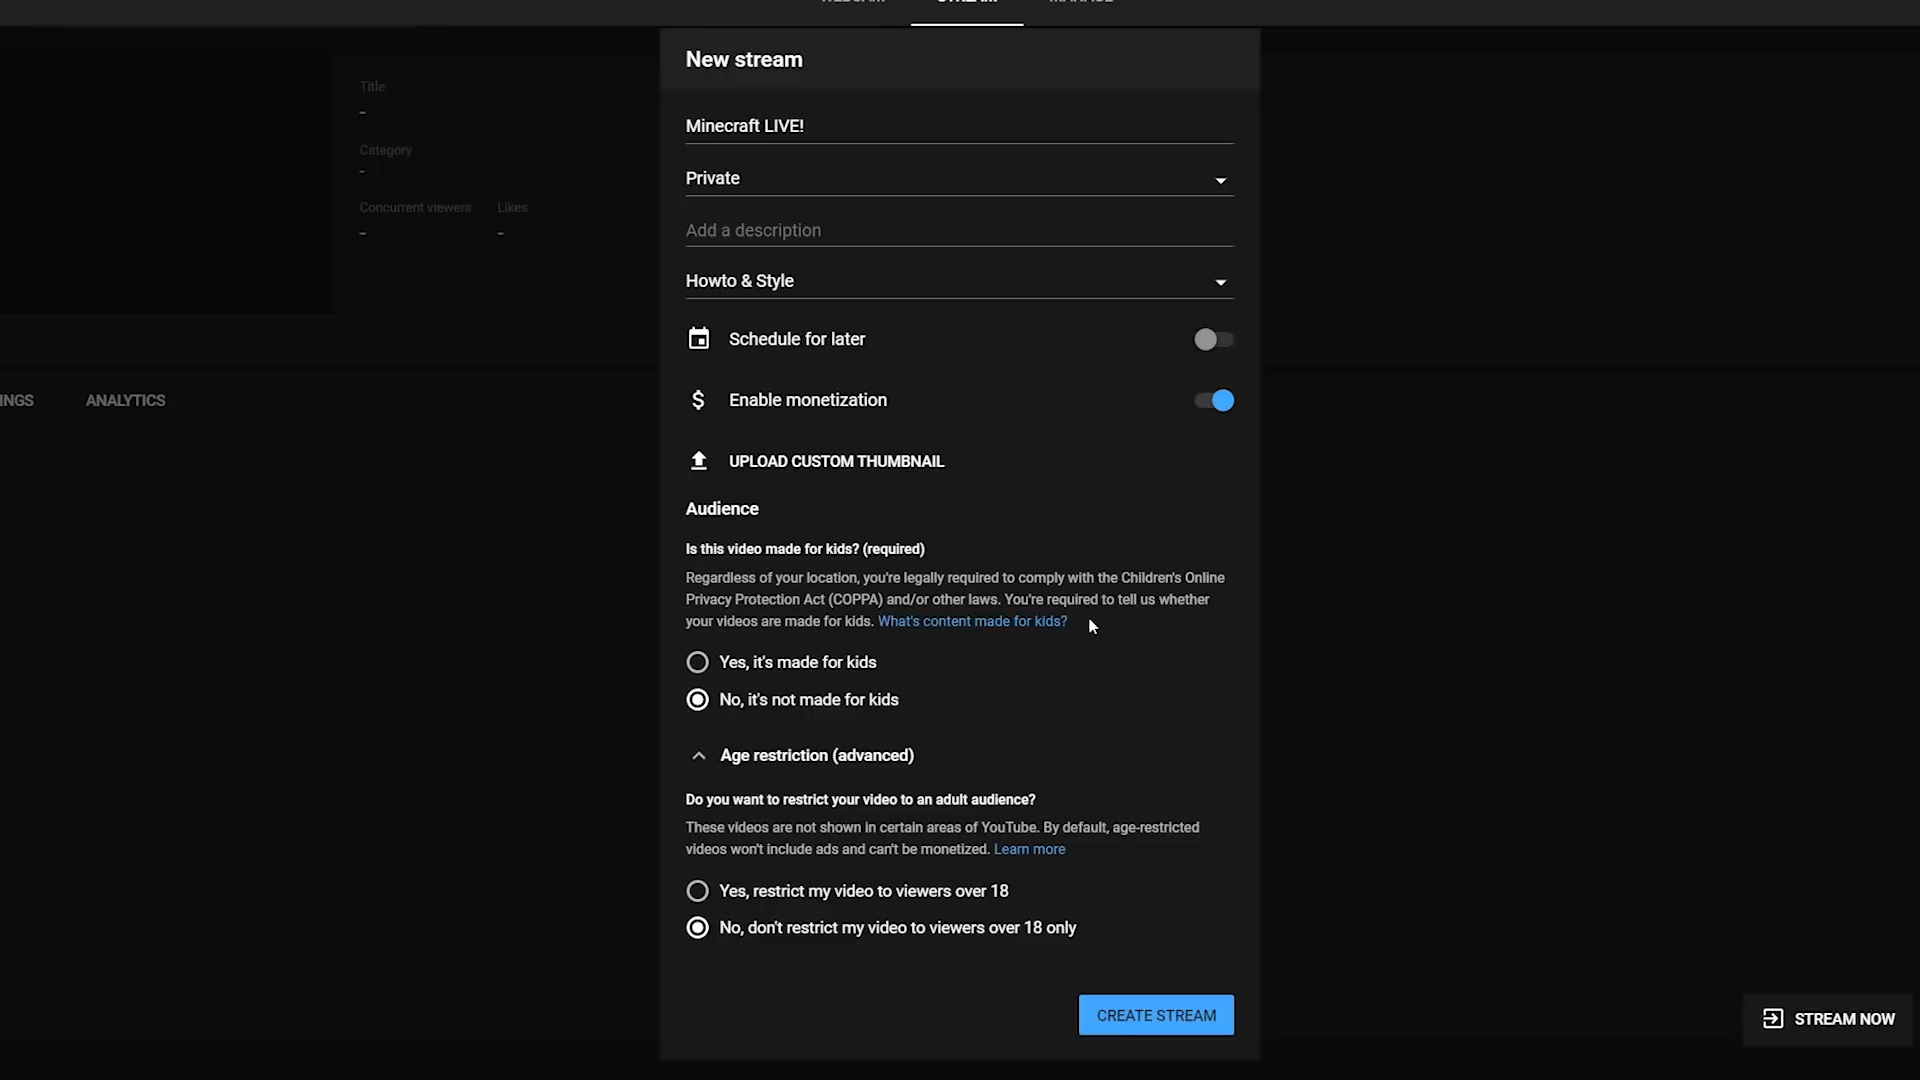 WEBCAM STREAM MANAGE
New stream
Title
-
Category
-
Concurrent viewers Likes
- -
Minecraft LIVE!
Private
Add a description
Howto & Style
Schedule for later
Enable monetization
INGS ANALYTICS
UPLOAD CUSTOM THUMBNAIL
Audience
Is this video made for kids? (required)
Regardless of your location, you're legally required to comply with the Children's Online
Privacy Protection Act (COPPA) and/or other laws. You're required to tell us whether
your videos are made for kids. What's content made for kids?
Yes, it's made for kids
No, it's not made for kids
Age restriction (advanced)
Do you want to restrict your video to an adult audience?
These videos are not shown in certain areas of YouTube. By default, age-restricted
videos won't include ads and can't be monetized. Learn more
Yes, restrict my video to viewers over 18
No, don't restrict my video to viewers over 18 only
CREATE STREAM
STREAM NOW